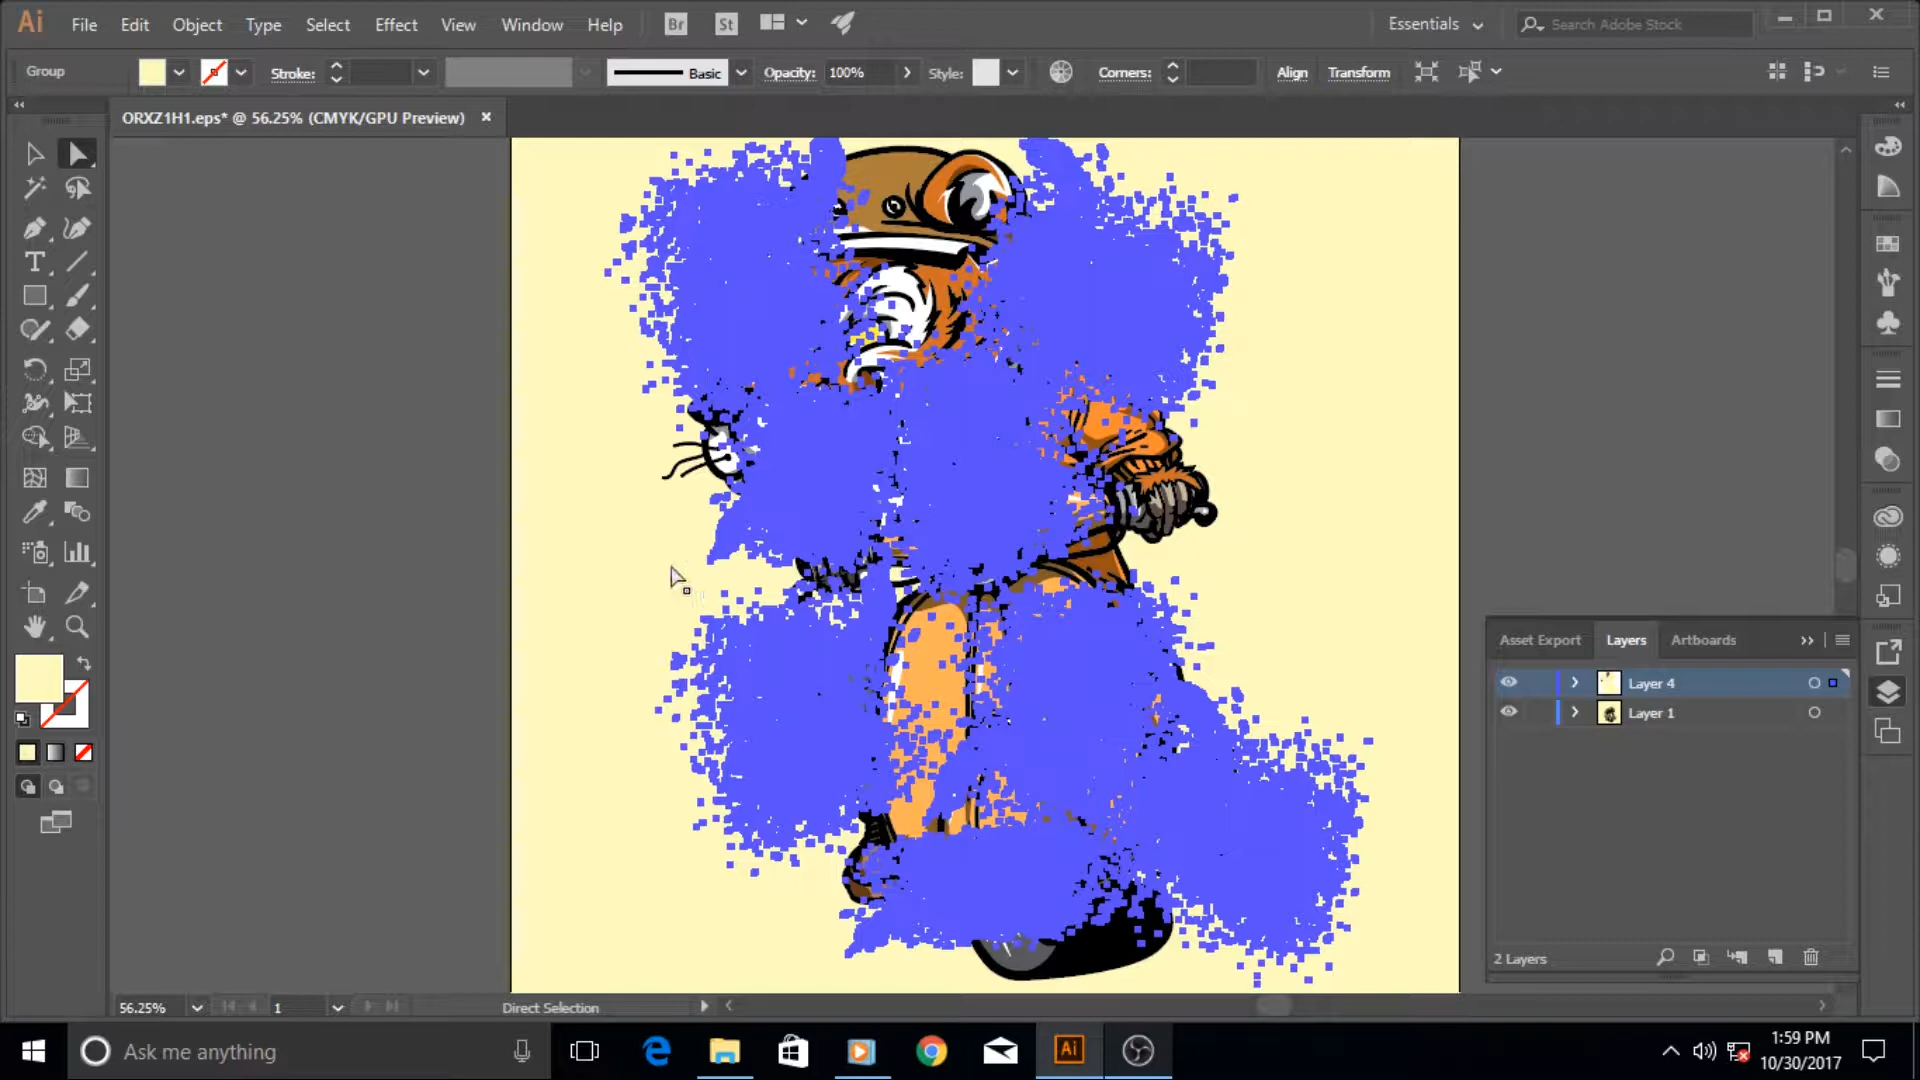 Ai File Edit Object Type Select Effect View Window Help Br St Essentials Search Adobe Stock
Group Stroke: Basic Opacity: 100% Style: Corners: Align Transform
ORXZ1H1.eps* @ 56.25% (CMYK/GPU Preview)
Asset Export Layers Artboards
Layer 4
Layer 1
2 Layers
56.25% 1 Direct Selection
Ask me anything Ai 1:59 PM
10/30/2017